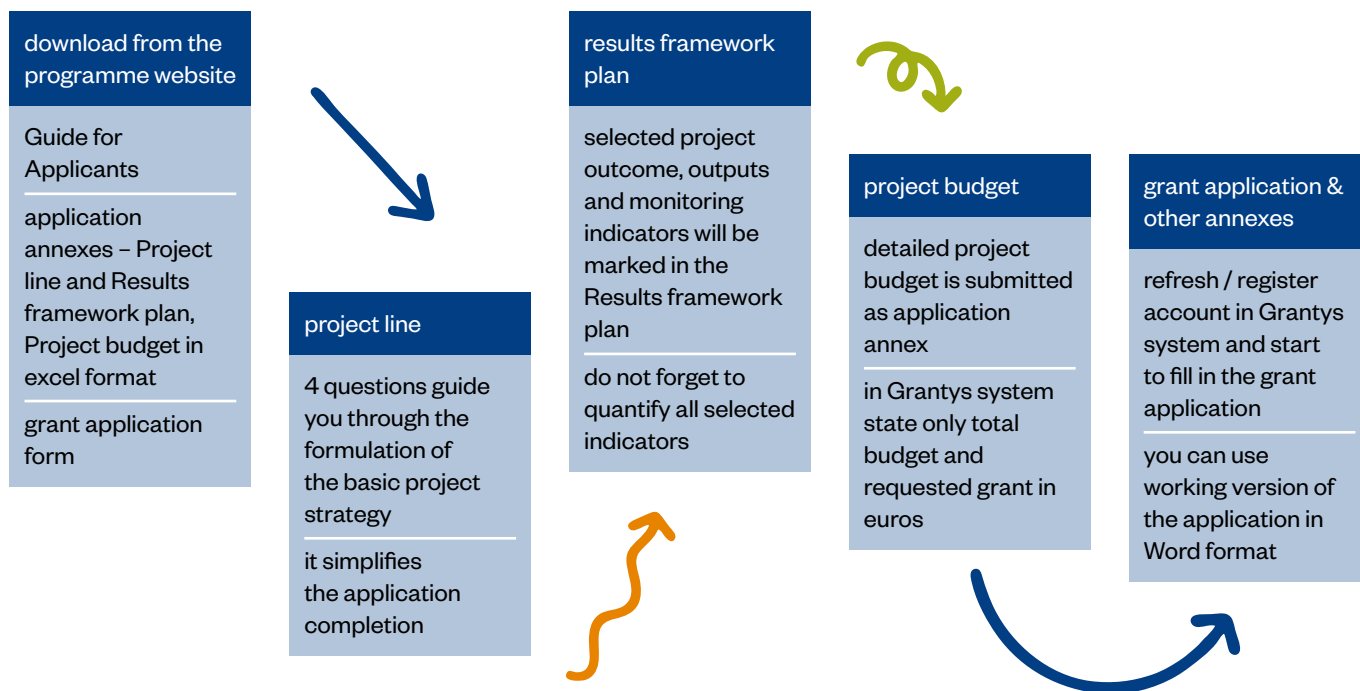 download from the
programme website
Guide for
Applicants
application
annexes – Project
line and Results
framework plan,
Project budget in
excel format
grant application
form
project line
4 questions guide
you through the
formulation of
the basic project
strategy
it simplifies
the application
completion
results framework
plan
selected project
outcome, outputs
and monitoring
indicators will be
marked in the
Results framework
plan
do not forget to
quantify all selected
indicators
project budget
detailed project
budget is submitted
as application
annex
in Grantys system
state only total
budget and
requested grant in
euros
grant application &
other annexes
refresh / register
account in Grantys
system and start
to fill in the grant
application
you can use
working version of
the application in
Word format